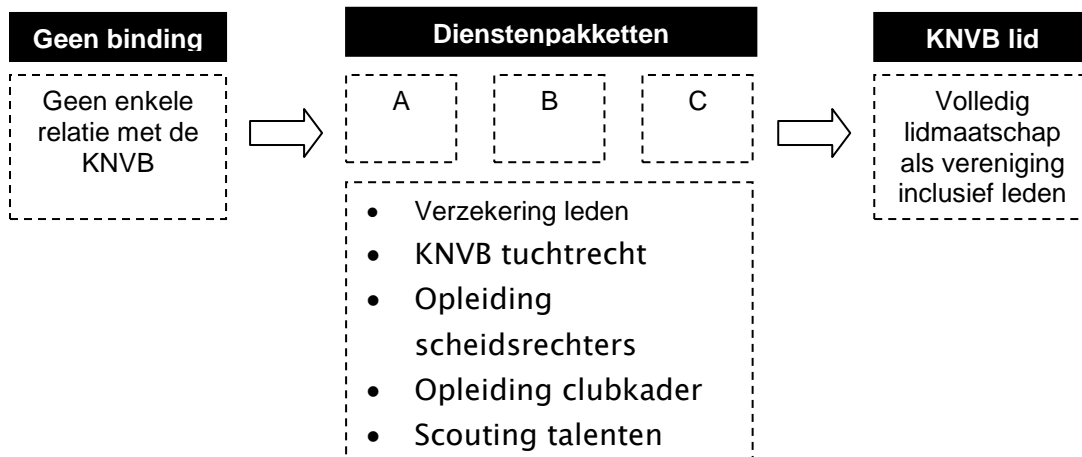 Geen binding
Geen enkele
relatie met de
KNVB
Dienstenpakketten
A
B
C
• Verzekering leden
• KNVB tuchtrecht
• Opleiding
scheidsrechters
• Opleiding clubkader
• Scouting talenten
KNVB lid
Volledig
lidmaatschap
als vereniging
inclusief leden